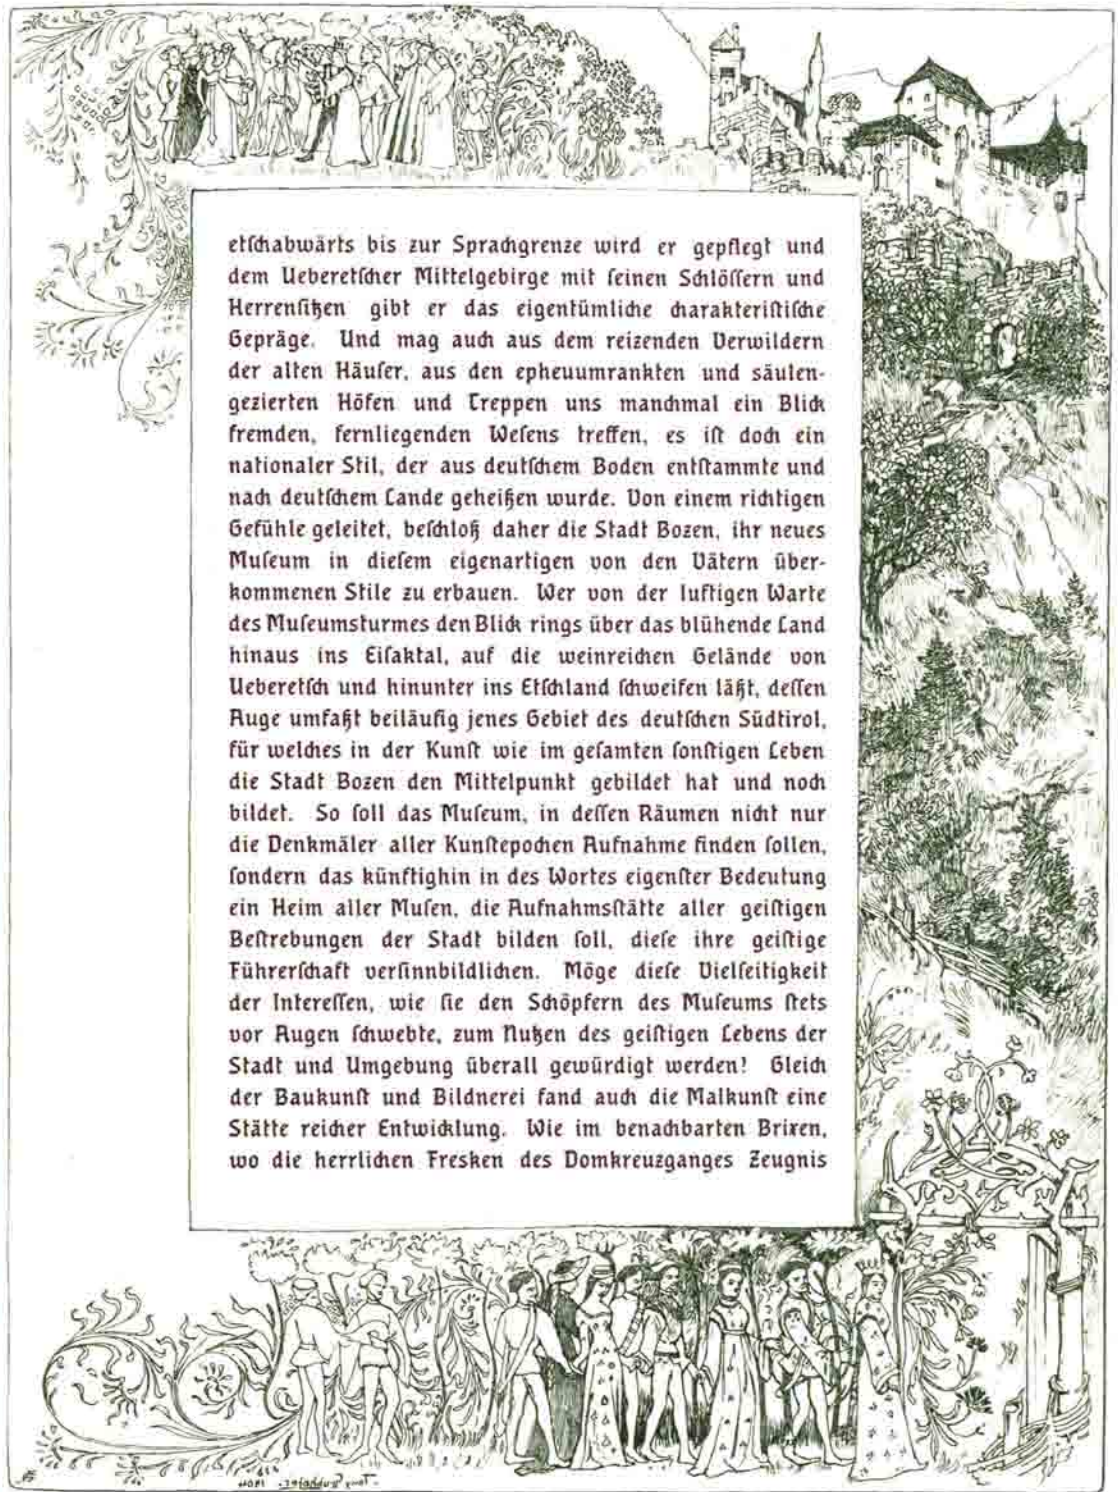 etſchabwärts bis zur Sprachgrenze wird er gepflegt und
dem Ueberetſcher Mittelgebirge mit ſeinen Schlöſſern und
Herrenſitzen gibt er das eigentümliche charakteriſtiſche
Gepräge. Und mag auch aus dem reizenden Verwildern
der alten Häuſer, aus den epheuumrankten und säulen-
gezierten Höfen und Treppen uns manchmal ein Blick
fremden, fernliegenden Weſens treffen, es iſt doch ein
nationaler Stil, der aus deutſchem Boden entſtammte und
nach deutſchem Lande geheißen wurde. Von einem richtigen
Gefühle geleitet, beſchloß daher die Stadt Bozen, ihr neues
Muſeum in dieſem eigenartigen von den Vätern über-
kommenen Stile zu erbauen. Wer von der luftigen Warte
des Muſeumsturmes den Blick rings über das blühende Land
hinaus ins Eiſaktal, auf die weinreichen Gelände von
Ueberetſch und hinunter ins Etſchland ſchweifen läßt, deſſen
Auge umfaßt beiläufig jenes Gebiet des deutſchen Südtirol,
für welches in der Kunſt wie im geſamten ſonſtigen Leben
die Stadt Bozen den Mittelpunkt gebildet hat und noch
bildet. So ſoll das Muſeum, in deſſen Räumen nicht nur
die Denkmäler aller Kunſtepochen Aufnahme finden ſollen,
ſondern das künftighin in des Wortes eigenſter Bedeutung
ein Heim aller Muſen, die Aufnahmsſtätte aller geiſtigen
Beſtrebungen der Stadt bilden ſoll, dieſe ihre geiſtige
Führerſchaft verſinnbildlichen. Möge dieſe Vielſeitigkeit
der Intereſſen, wie ſie den Schöpfern des Muſeums ſtets
vor Augen ſchwebte, zum Nutzen des geiſtigen Lebens der
Stadt und Umgebung überall gewürdigt werden! Gleich
der Baukunſt und Bildnerei fand auch die Malkunſt eine
Stätte reicher Entwicklung. Wie im benachbarten Brixen,
wo die herrlichen Fresken des Domkreuzganges Zeugnis